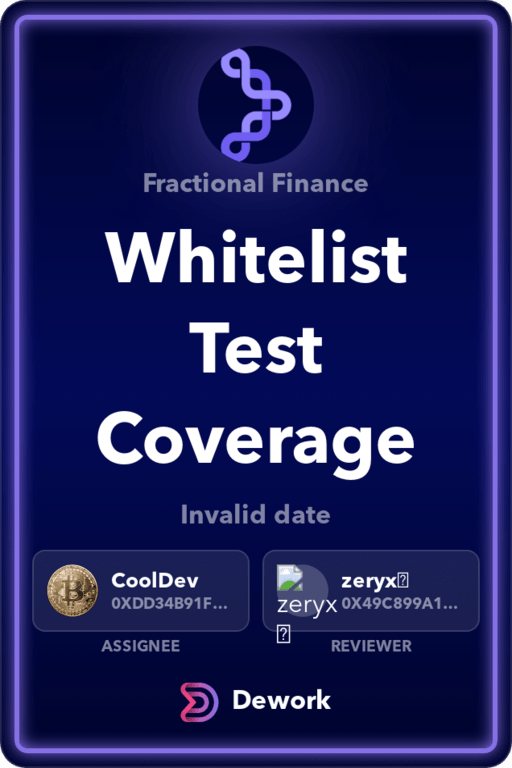 Fractional Finance
Whitelist
Test
Coverage
Invalid date
CoolDev
0XDD34B91F...
zeryx
zeryx▯
0X49C899A1...
▯
ASSIGNEE
REVIEWER
Dework